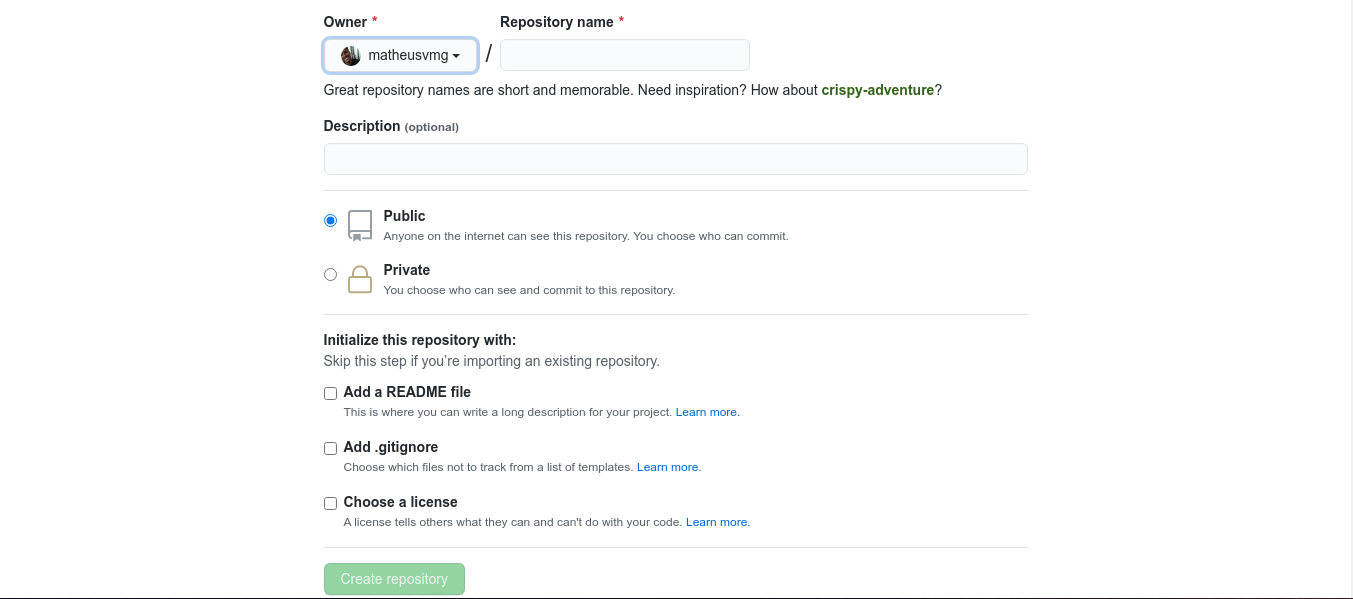 Owner * Repository name *
matheusvmg /
Great repository names are short and memorable. Need inspiration? How about crispy-adventure?
Description (optional)
Public
Anyone on the internet can see this repository. You choose who can commit.
Private
You choose who can see and commit to this repository.
Initialize this repository with:
Skip this step if you’re importing an existing repository.
Add a README file
This is where you can write a long description for your project. Learn more.
Add .gitignore
Choose which files not to track from a list of templates. Learn more.
Choose a license
A license tells others what they can and can't do with your code. Learn more.
Create repository